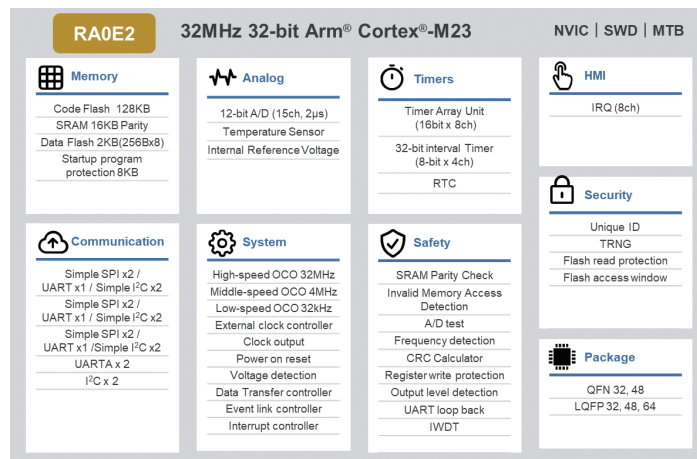 RA0E2
32MHz 32-bit Arm® Cortex®-M23
NVIC | SWD | MTB
Memory
Code Flash 128KB
SRAM 16KB Parity
Data Flash 2KB(256Bx8)
Startup program
protection 8KB
Analog
12-bit A/D (15ch, 2μs)
Temperature Sensor
Internal Reference Voltage
Timers
Timer Array Unit
(16bit x 8ch)
32-bit interval Timer
(8-bit x 4ch)
RTC
HMI
IRQ (8ch)
Security
Unique ID
TRNG
Flash read protection
Flash access window
Communication
Simple SPI x2 /
UART x1 / Simple I²C x2
Simple SPI x2 /
UART x1 / Simple I²C x2
Simple SPI x2 /
UART x1 /Simple I²C x2
UARTA x 2
I²C x 2
System
High-speed OCO 32MHz
Middle-speed OCO 4MHz
Low-speed OCO 32kHz
External clock controller
Clock output
Power on reset
Voltage detection
Data Transfer controller
Event link controller
Interrupt controller
Safety
SRAM Parity Check
Invalid Memory Access
Detection
A/D test
Frequency detection
CRC Calculator
Register write protection
Output level detection
UART loop back
IWDT
Package
QFN 32, 48
LQFP 32, 48, 64